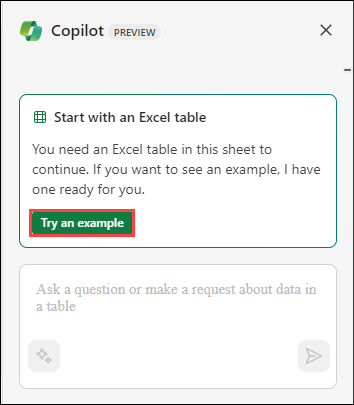 Copilot PREVIEW
Start with an Excel table
You need an Excel table in this sheet to
continue. If you want to see an example, I have
one ready for you.
Try an example
Ask a question or make a request about data in
a table